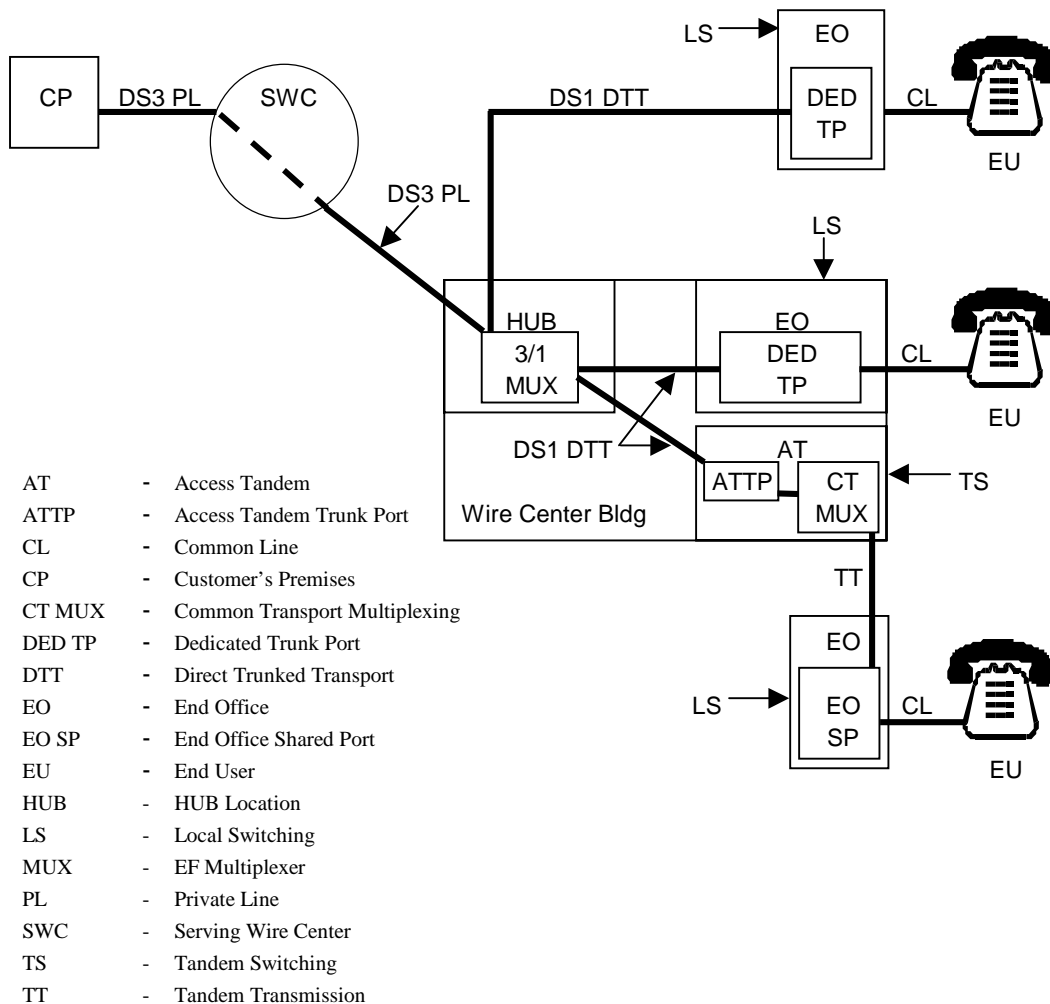 LS
EO
CP
DS3 PL
SWC
DS1 DTT
DED
TP
CL
EU
DS3 PL
LS
HUB
3/1
MUX
EO
DED
TP
CL
EU
DS1 DTT
AT
ATTP
CT
MUX
TS
Wire Center Bldg
TT
EO
LS
EO
SP
CL
EU
AT - Access Tandem
ATTP - Access Tandem Trunk Port
CL - Common Line
CP - Customer's Premises
CT MUX - Common Transport Multiplexing
DED TP - Dedicated Trunk Port
DTT - Direct Trunked Transport
EO - End Office
EO SP - End Office Shared Port
EU - End User
HUB - HUB Location
LS - Local Switching
MUX - EF Multiplexer
PL - Private Line
SWC - Serving Wire Center
TS - Tandem Switching
TT - Tandem Transmission